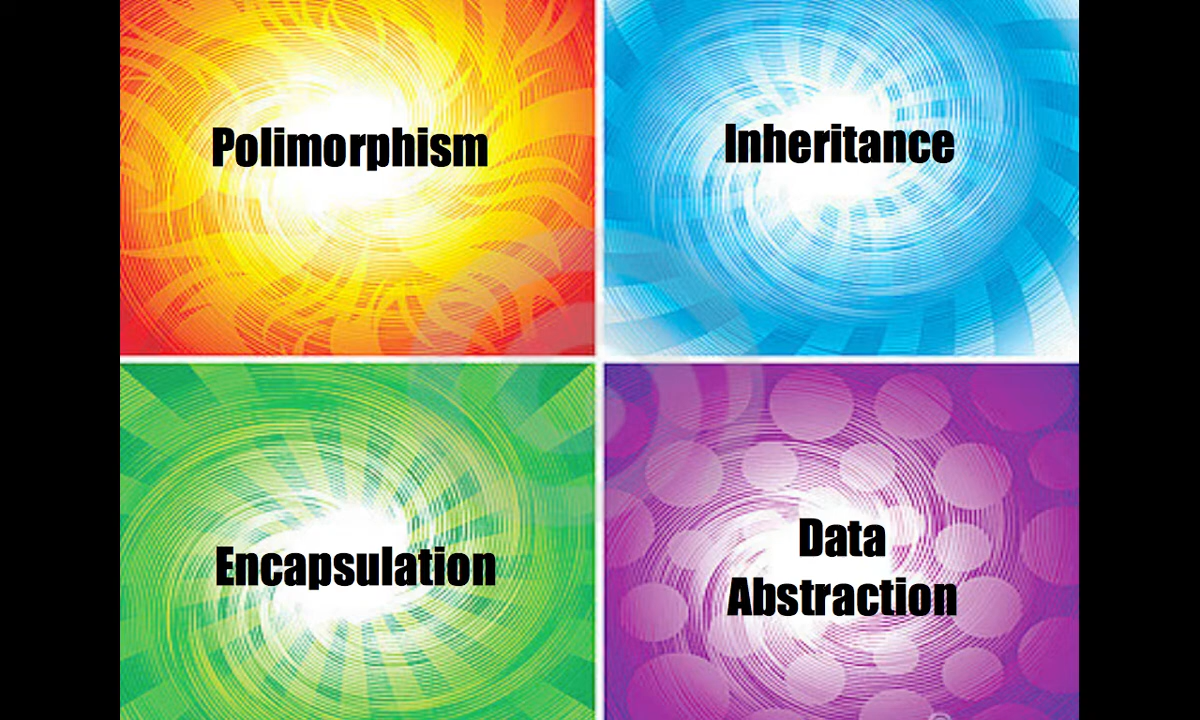 Polimorphism
Inheritance
Encapsulation
Data
Abstraction